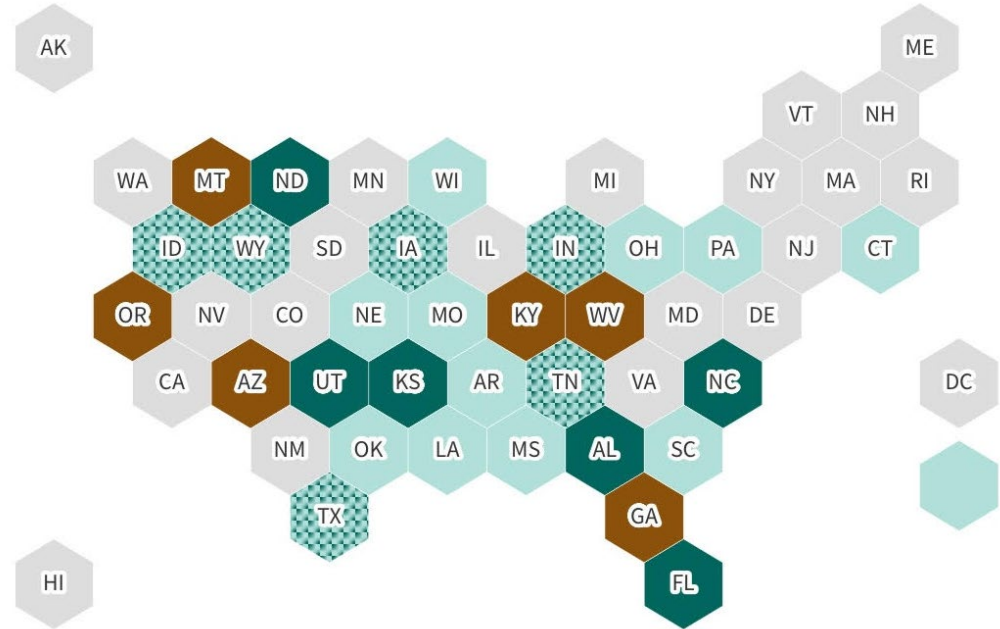 AK ME
VT NH
WA MT ND MN WI MI NY MA RI
ID WY SD IA IL IN OH PA NJ CT
OR NV CO NE MO KY WV MD DE
CA AZ UT KS AR TN VA NC DC
NM OK LA MS AL SC
TX GA
HI FL